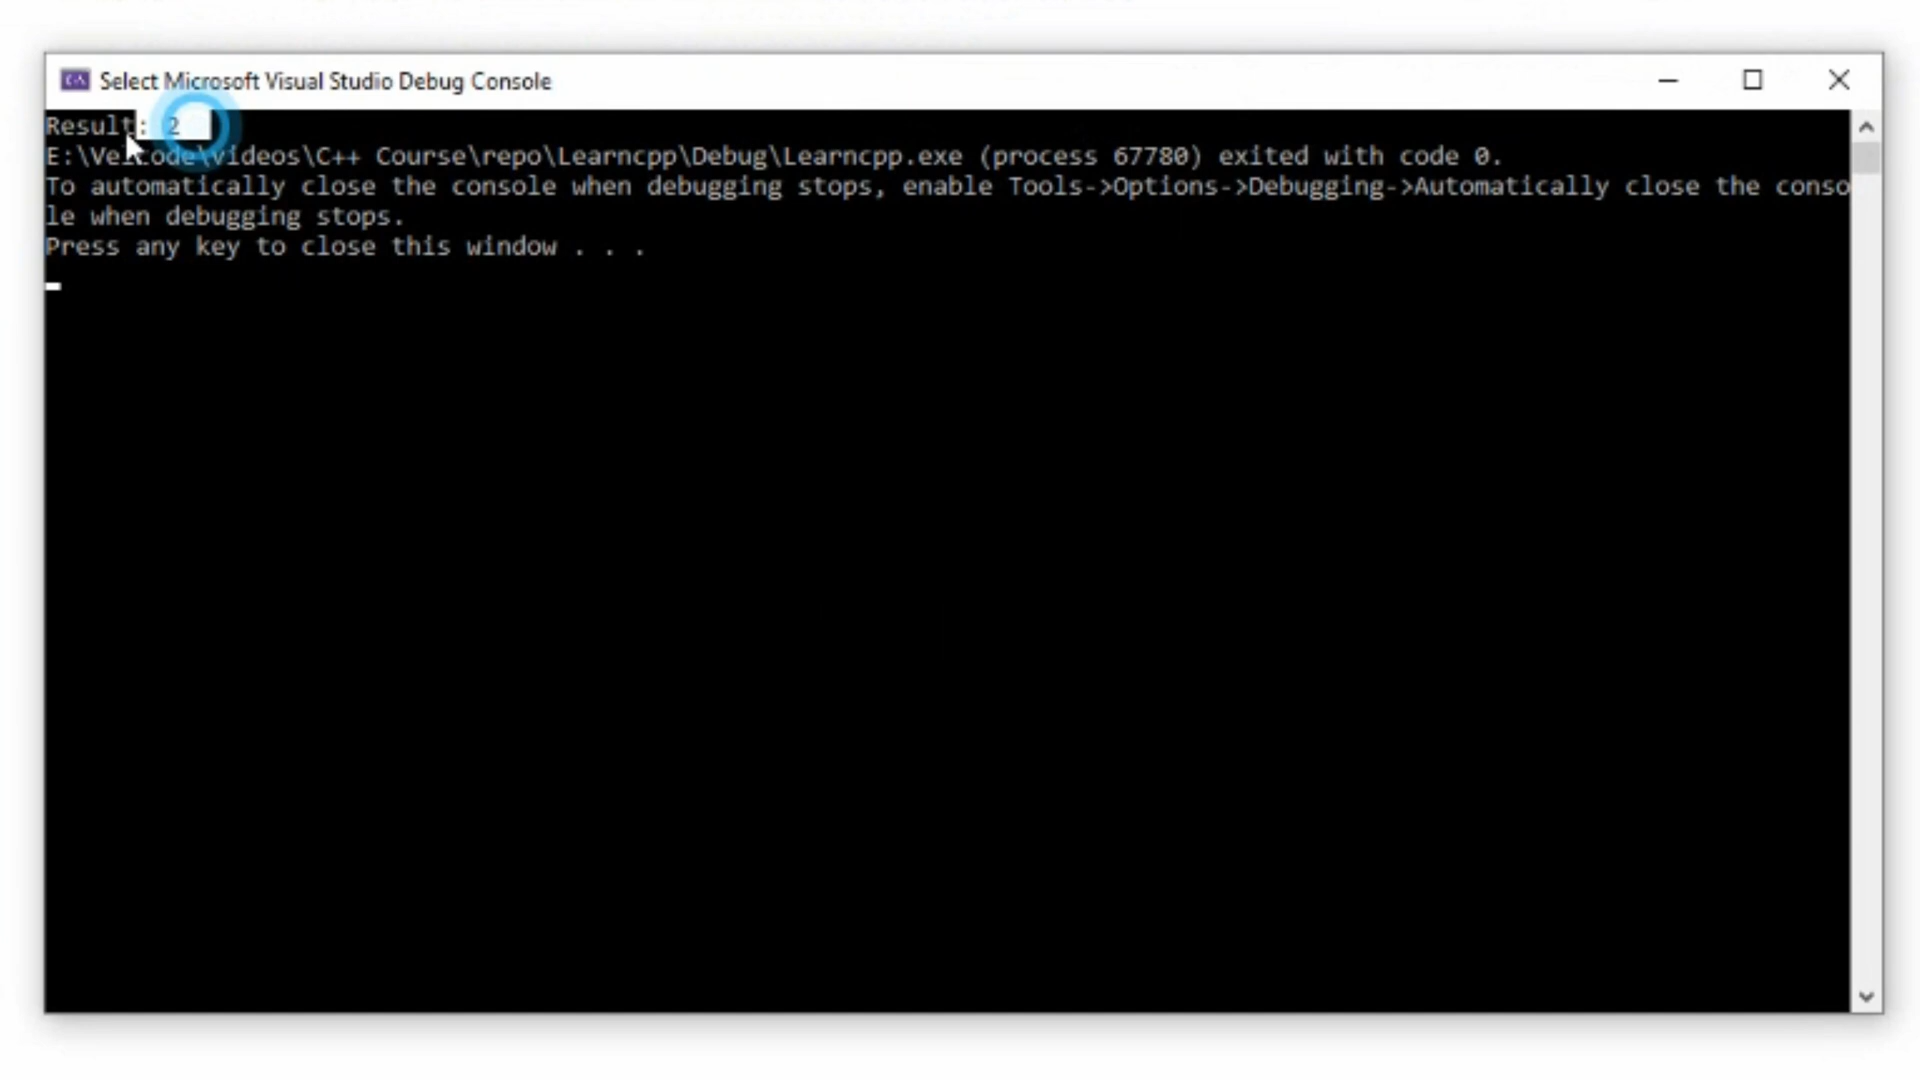 Select Microsoft Visual Studio Debug Console
Result: 2
E:\Velcode\videos\C++ Course\repo\Learncpp\Debug\Learncpp.exe (process 67780) exited with code 0.
To automatically close the console when debugging stops, enable Tools->Options->Debugging->Automatically close the conso
le when debugging stops.
Press any key to close this window . . .